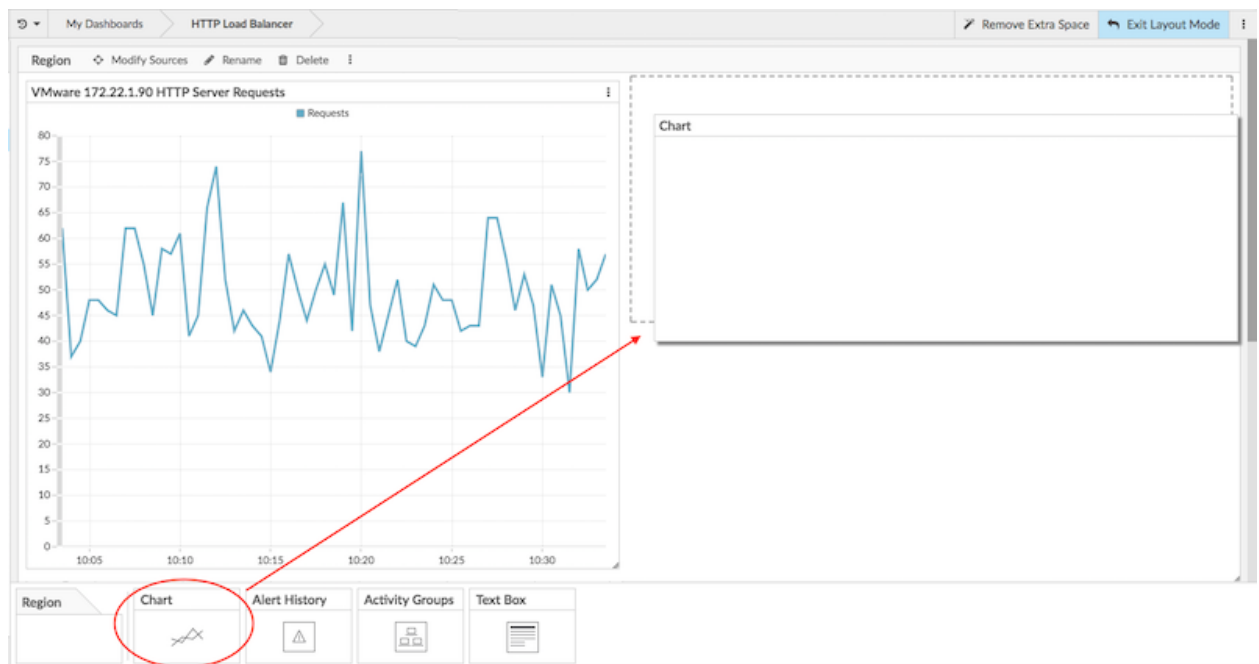 My Dashboards HTTP Load Balancer Remove Extra Space Exit Layout Mode
Region Modify Sources Rename Delete
VMware 172.22.1.90 HTTP Server Requests
Requests
80
75
70
65
60
55
50
45
40
35
30
25
20
15
10
5
0
10:05 10:10 10:15 10:20 10:25 10:30
Chart
Region Chart Alert History Activity Groups Text Box